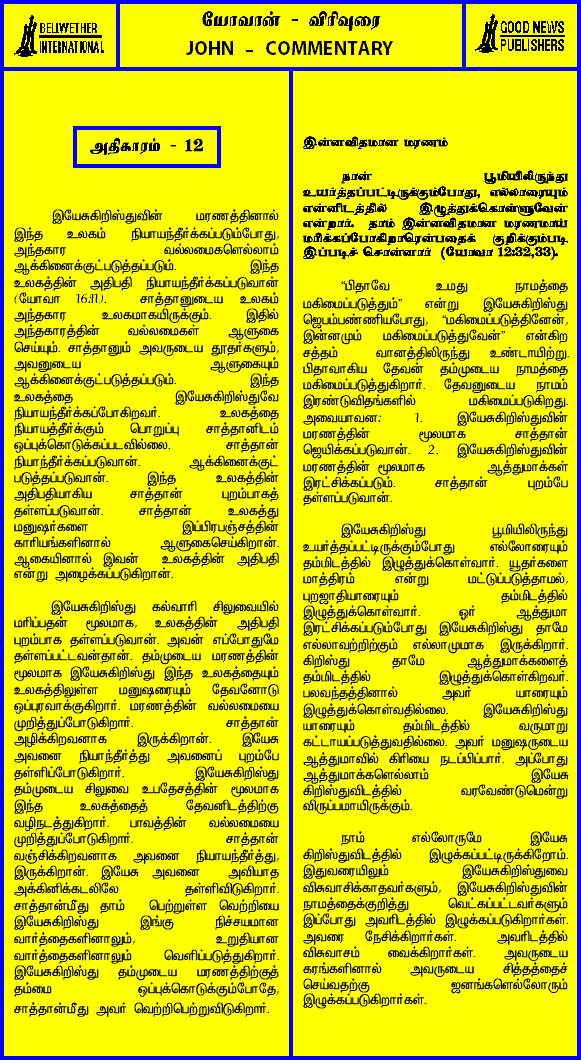 BELWETHER
INTERNATIONAL
யோவான் - விரிவுரை
JOHN - COMMENTARY
GOOD NEWS
PUBLISHERS
அதிகாரம் - 12
இயேசுகிறிஸ்துவின் மரணத்தினால்
இந்த உலகம் நியாயந்தீர்க்கப்படும்போது,
அந்தகார வல்லமைகளெல்லாம்
ஆக்கினைக்குட்படுத்தப்படும். இந்த
உலகத்தின் அதிபதி நியாயந்தீர்க்கப்படுவான்
(யோவா 16:11). சாத்தானுடைய உலகம்
அந்தகார உலகமாகயிருக்கும். இதில்
அந்தகாரத்தின் வல்லமைகள் ஆளுகை
செய்யும். சாத்தானும் அவருடைய தூதர்களும்,
அவனுடைய ஆளுகையும்
ஆக்கினைக்குட்படுத்தப்படும். இந்த
உலகத்தை இயேசுகிறிஸ்துவே
நியாயந்தீர்க்கப்போகிறவர். உலகத்தை
நியாயத்தீர்க்கும் பொறுப்பு சாத்தானிடம்
ஒப்புக்கொடுக்கப்படவில்லை. சாத்தான்
நியாந்தீர்க்கப்படுவான். ஆக்கினைக்குட்
படுத்தப்படுவான். இந்த உலகத்தின்
அதிபதியாகிய சாத்தான் புறம்பாகத்
தள்ளப்படுவான். சாத்தான் உலகத்து
மனுஷர்களை இப்பிரபஞ்சத்தின்
காரியங்களினால் ஆளுகைசெய்கிறான்.
ஆகையினால் இவன் உலகத்தின் அதிபதி
என்று அழைக்கப்படுகிறான்.
இயேசுகிறிஸ்து கல்வாரி சிலுவையில்
மரிப்பதன் மூலமாக, உலகத்தின் அதிபதி
புறம்பாக தள்ளப்படுவான். அவன் எப்போதுமே
தள்ளப்பட்டவன்தான். தம்முடைய மரணத்தின்
மூலமாக இயேசுகிறிஸ்து இந்த உலகத்தையும்
உலகத்திலுள்ள மனுஷரையும் தேவனோடு
ஒப்புரவாக்குகிறார். மரணத்தின் வல்லமையை
முறித்துப்போடுகிறார். சாத்தான்
அழிக்கிறவனாக இருக்கிறான். இயேசு
அவனை நியாந்தீர்த்து அவனைப் புறம்பே
தள்ளிப்போடுகிறார். இயேசுகிறிஸ்து
தம்முடைய சிலுவை உபதேசத்தின் மூலமாக
இந்த உலகத்தைத் தேவனிடத்திற்கு
வழிநடத்துகிறார். பாவத்தின் வல்லமையை
முறித்துப்போடுகிறார். சாத்தான்
வஞ்சிக்கிறவனாக அவனை நியாயந்தீர்த்து,
இருக்கிறான். இயேசு அவனை அவியாத
அக்கினிக்கடலிலே தள்ளிவிடுகிறார்.
சாத்தான்மீது தாம் பெற்றுள்ள வெற்றியை
இயேசுகிறிஸ்து இங்கு நிச்சயமான
வார்த்தைகளினாலும், உறுதியான
வார்த்தைகளினாலும் வெளிப்படுத்துகிறார்.
இயேசுகிறிஸ்து தம்முடைய மரணத்திற்குத்
தம்மை ஒப்புக்கொடுக்கும்போதே,
சாத்தான்மீது அவர் வெற்றிபெற்றுவிடுகிறார்.
இன்னவிதமான மரணம்
நான் பூமியிலிருந்து
உயர்த்தப்பட்டிருக்கும்போது, எல்லாரையும்
என்னிடத்தில் இழுத்துக்கொள்ளுவேன்
என்றார். தாம் இன்னவிதமான மரணமாய்
மரிக்கப்போகிறாரென்பதைக் குறிக்கும்படி
இப்படிச் சொன்னார் (யோவா 12:32,33).
"பிதாவே உமது நாமத்தை
மகிமைப்படுத்தும்" என்று இயேசுகிறிஸ்து
ஜெபம்பண்ணியபோது, "மகிமைப்படுத்தினேன்,
இன்னமும் மகிமைப்படுத்துவேன்" என்கிற
சத்தம் வானத்திலிருந்து உண்டாயிற்று.
பிதாவாகிய தேவன் தம்முடைய நாமத்தை
மகிமைப்படுத்துகிறார். தேவனுடைய நாமம்
இரண்டுவிதங்களில் மகிமைப்படுகிறது.
அவையாவன: 1. இயேசுகிறிஸ்துவின்
மரணத்தின் மூலமாக சாத்தான்
ஜெயிக்கப்படுவான். 2. இயேசுகிறிஸ்துவின்
மரணத்தின் மூலமாக ஆத்துமாக்கள்
இரட்சிக்கப்படும். சாத்தான் புறம்பே
தள்ளப்படுவான்.
இயேசுகிறிஸ்து பூமியிலிருந்து
உயர்த்தப்பட்டிருக்கும்போது எல்லோரையும்
தம்மிடத்தில் இழுத்துக்கொள்வார். யூதர்களை
மாத்திரம் என்று மட்டுப்படுத்தாமல்,
புறஜாதியாரையும் தம்மிடத்தில்
இழுத்துக்கொள்வார். ஓர் ஆத்துமா
இரட்சிக்கப்படும்போது இயேசுகிறிஸ்து தாமே
எல்லாவற்றிற்கும் எல்லாமுமாக இருக்கிறார்.
கிறிஸ்து தாமே ஆத்துமாக்களைத்
தம்மிடத்தில் இழுத்துக்கொள்கிறவர்.
பலவந்தத்தினால் அவர் யாரையும்
இழுத்துக்கொள்வதில்லை. இயேசுகிறிஸ்து
யாரையும் தம்மிடத்தில் வருமாறு
கட்டாயப்படுத்துவதில்லை. அவர் மனுஷருடைய
ஆத்துமாவில் கிரியை நடப்பிப்பார். அப்போது
ஆத்துமாக்களெல்லாம் இயேசு
கிறிஸ்துவிடத்தில் வரவேண்டுமென்று
விருப்பமாயிருக்கும்.
நாம் எல்லோருமே இயேசு
கிறிஸ்துவிடத்தில் இழுக்கப்பட்டிருக்கிறோம்.
இதுவரையிலும் இயேசுகிறிஸ்துவை
விசுவாசிக்காதவர்களும், இயேசுகிறிஸ்துவின்
நாமத்தைக்குறித்து வெட்கப்பட்டவர்களும்
இப்போது அவரிடத்தில் இழுக்கப்படுகிறார்கள்.
அவரை நேசிக்கிறார்கள். அவரிடத்தில்
விசுவாசம் வைக்கிறார்கள். அவருடைய
கரங்களினால் அவருடைய சித்தத்தைச்
செய்வதற்கு ஜனங்களெல்லோரும்
இழுக்கப்படுகிறார்கள்.